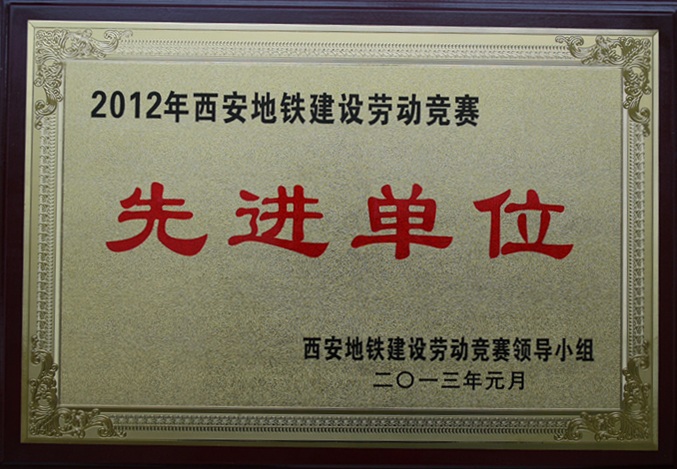 2012年西安地铁建设劳动竞赛
先进单位
西安地铁建设劳动竞赛领导小组
二〇一三年元月